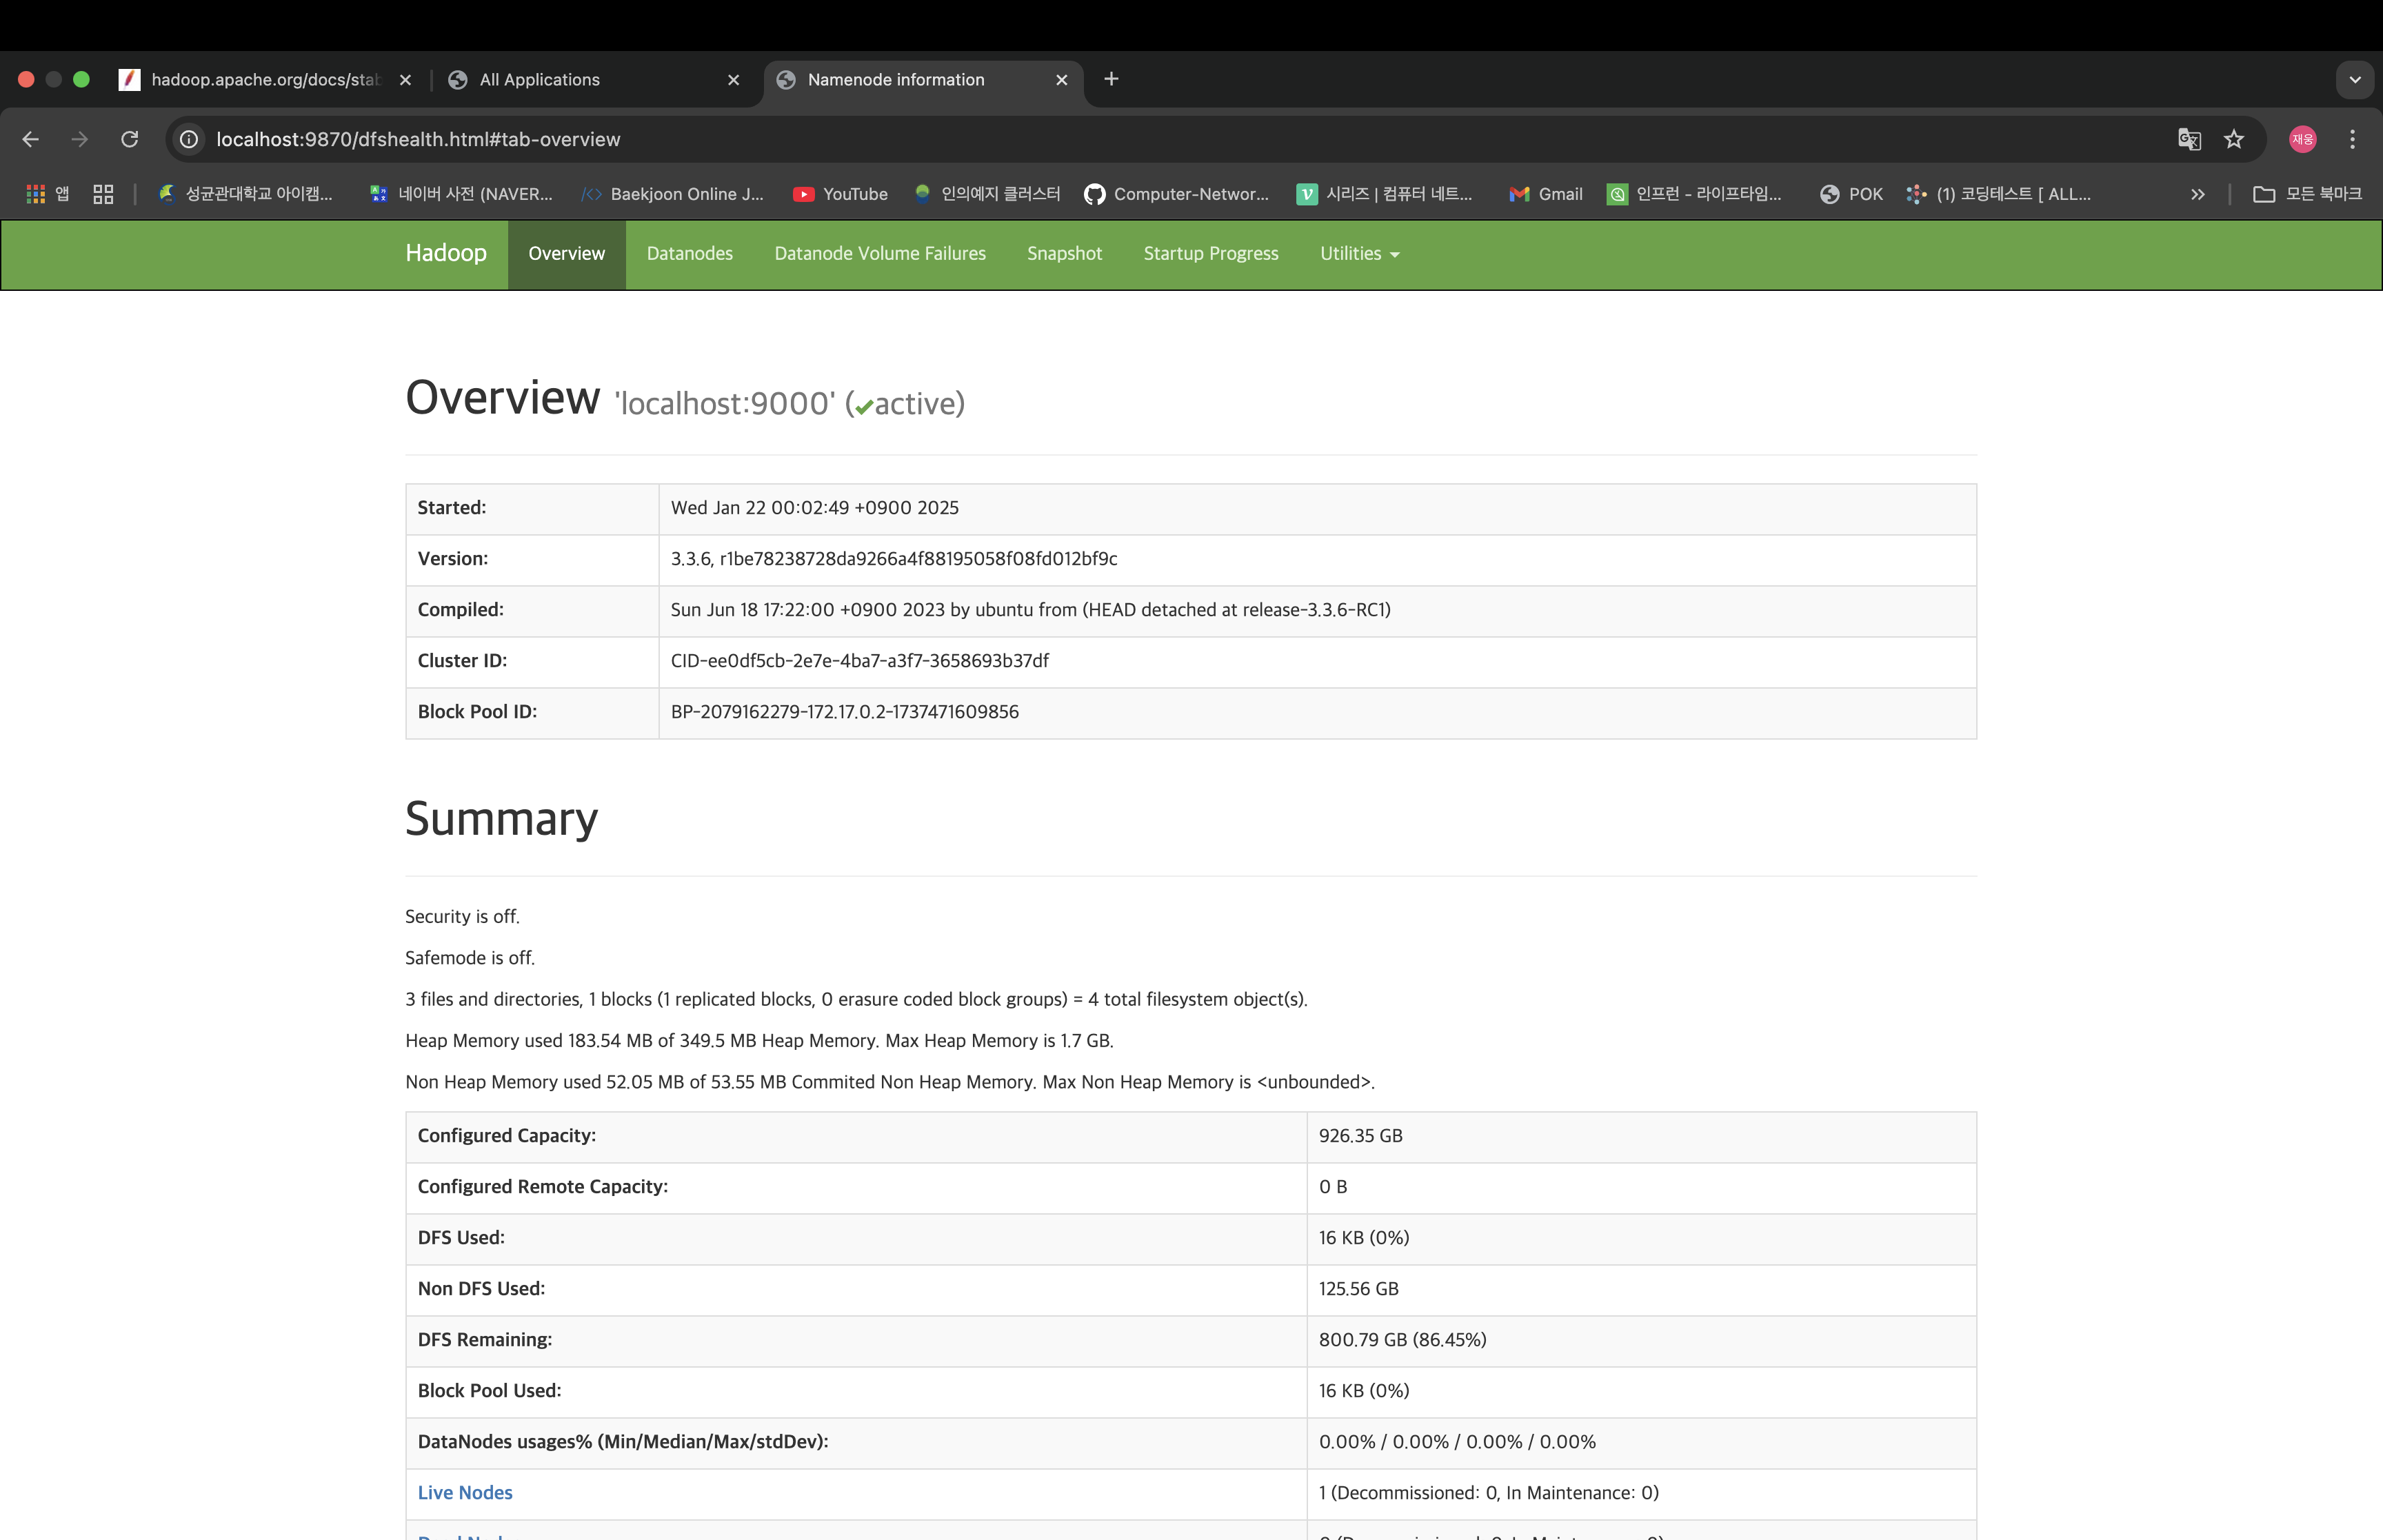 hadoop.apache.org/docs/stab
All Applications
Namenode information
localhost:9870/dfshealth.html#tab-overview
재웅
앱
성균관대학교 아이캠...
네이버 사전 (NAVER...
Baekjoon Online J...
YouTube
인의예지 클러스터
Computer-Networ...
시리즈 | 컴퓨터 네트...
Gmail
인프런 - 라이프타임...
POK
(1) 코딩테스트 [ ALL...
모든 북마크
Hadoop Overview Datanodes Datanode Volume Failures Snapshot Startup Progress Utilities
Overview 'localhost:9000' (✔active)
Started: Wed Jan 22 00:02:49 +0900 2025
Version: 3.3.6, r1be78238728da9266a4f88195058f08fd012bf9c
Compiled: Sun Jun 18 17:22:00 +0900 2023 by ubuntu from (HEAD detached at release-3.3.6-RC1)
Cluster ID: CID-ee0df5cb-2e7e-4ba7-a3f7-3658693b37df
Block Pool ID: BP-2079162279-172.17.0.2-1737471609856
Summary
Security is off.
Safemode is off.
3 files and directories, 1 blocks (1 replicated blocks, 0 erasure coded block groups) = 4 total filesystem object(s).
Heap Memory used 183.54 MB of 349.5 MB Heap Memory. Max Heap Memory is 1.7 GB.
Non Heap Memory used 52.05 MB of 53.55 MB Commited Non Heap Memory. Max Non Heap Memory is <unbounded>.
Configured Capacity: 926.35 GB
Configured Remote Capacity: 0 B
DFS Used: 16 KB (0%)
Non DFS Used: 125.56 GB
DFS Remaining: 800.79 GB (86.45%)
Block Pool Used: 16 KB (0%)
DataNodes usages% (Min/Median/Max/stdDev): 0.00% / 0.00% / 0.00% / 0.00%
Live Nodes 1 (Decommissioned: 0, In Maintenance: 0)